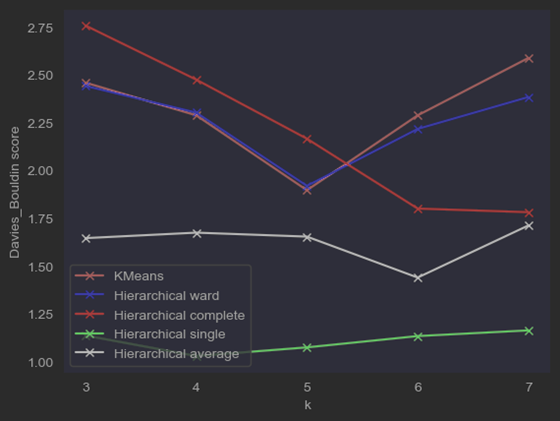 2.75
2.50
2.25
2.00
1.75
1.50
1.25
1.00
Davies_Bouldin score
KMeans
Hierarchical ward
Hierarchical complete
Hierarchical single
Hierarchical average
3 4 5 6 7
k